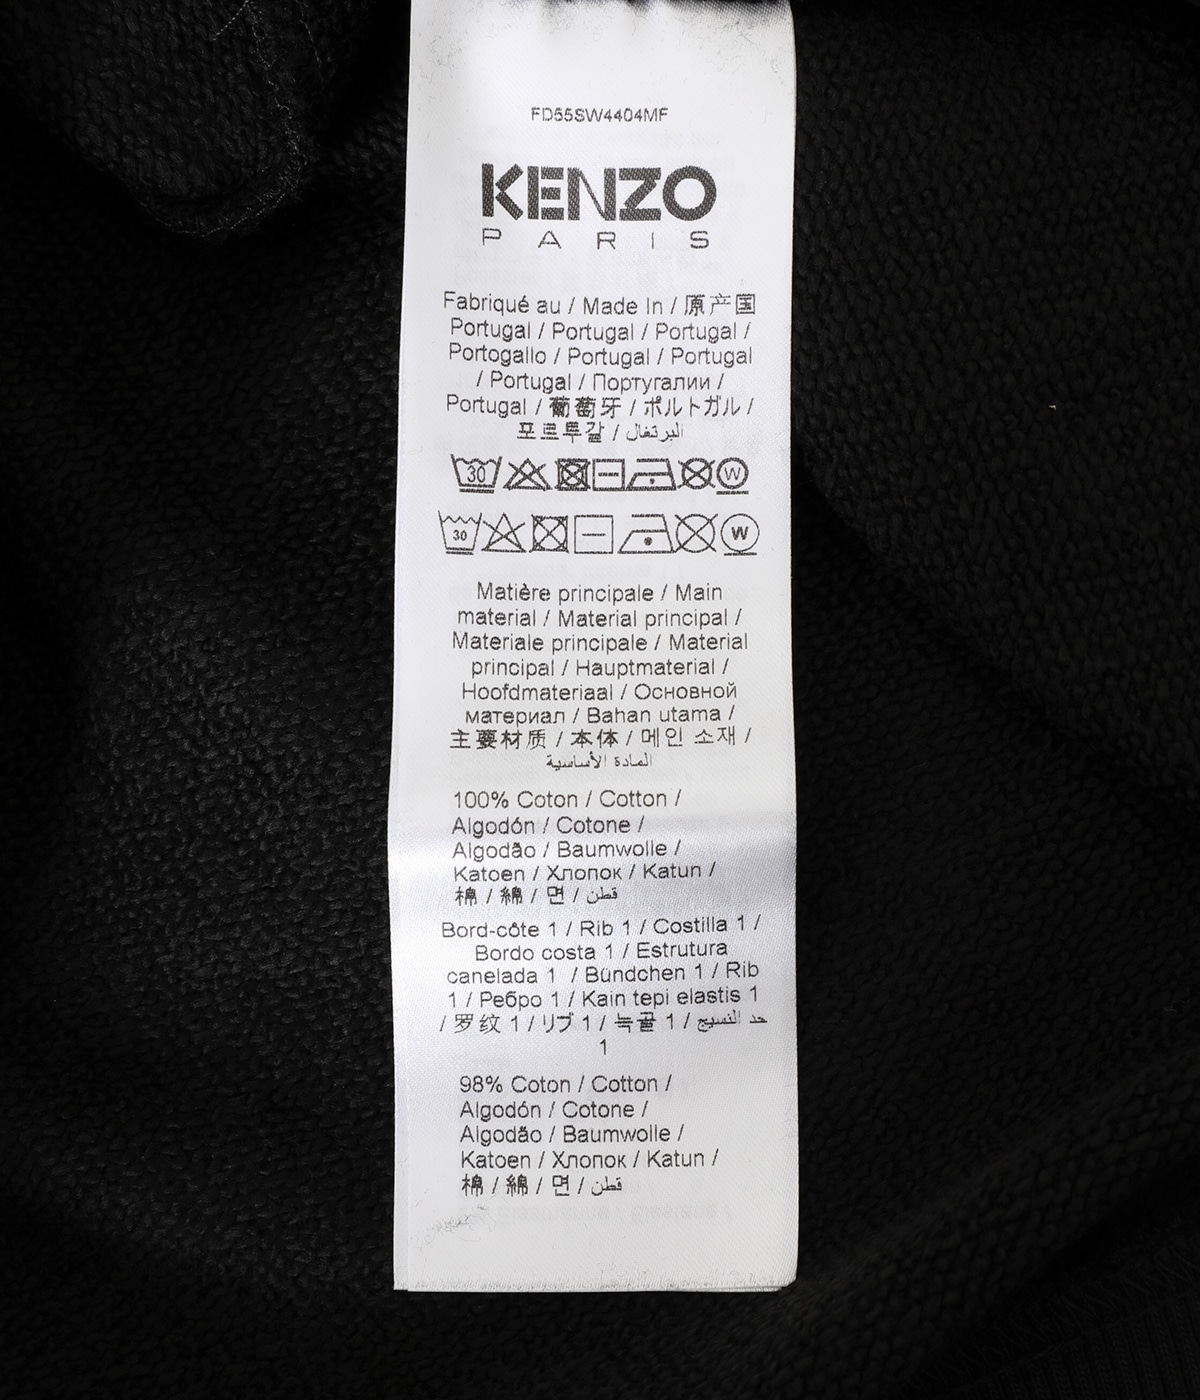 FD55SW4404MF
KENZO
PARIS
Fabriqué au / Made In / 原产国
Portugal / Portugal / Portugal /
Portogallo / Portugal / Portugal
/ Portugal / Португалии /
Portugal / 葡萄牙 / ポルトガル /
포르투갈 / البرتغال
30 W
30 W
Matière principale / Main
material / Material principal /
Materiale principale / Material
principal / Hauptmaterial /
Hoofdmateriaal / Основной
материал / Bahan utama /
主要材质 / 本体 / 메인 소재 /
المادة الأساسية
100% Coton / Cotton /
Algodón / Cotone /
Algodão / Baumwolle /
Katoen / Хлопок / Katun /
棉 / 綿 / 면 / قطن
Bord-côte 1 / Rib 1 / Costilla 1 /
Bordo costa 1 / Estrutura
canelada 1 / Bündchen 1 / Rib
1 / Ребро 1 / Kain tepi elastis 1
/ 罗纹 1 / リブ 1 / 늑골 1 / حد النسيج
1
98% Coton / Cotton /
Algodón / Cotone /
Algodão / Baumwolle /
Katoen / Хлопок / Katun /
棉 / 綿 / 면 / قطن